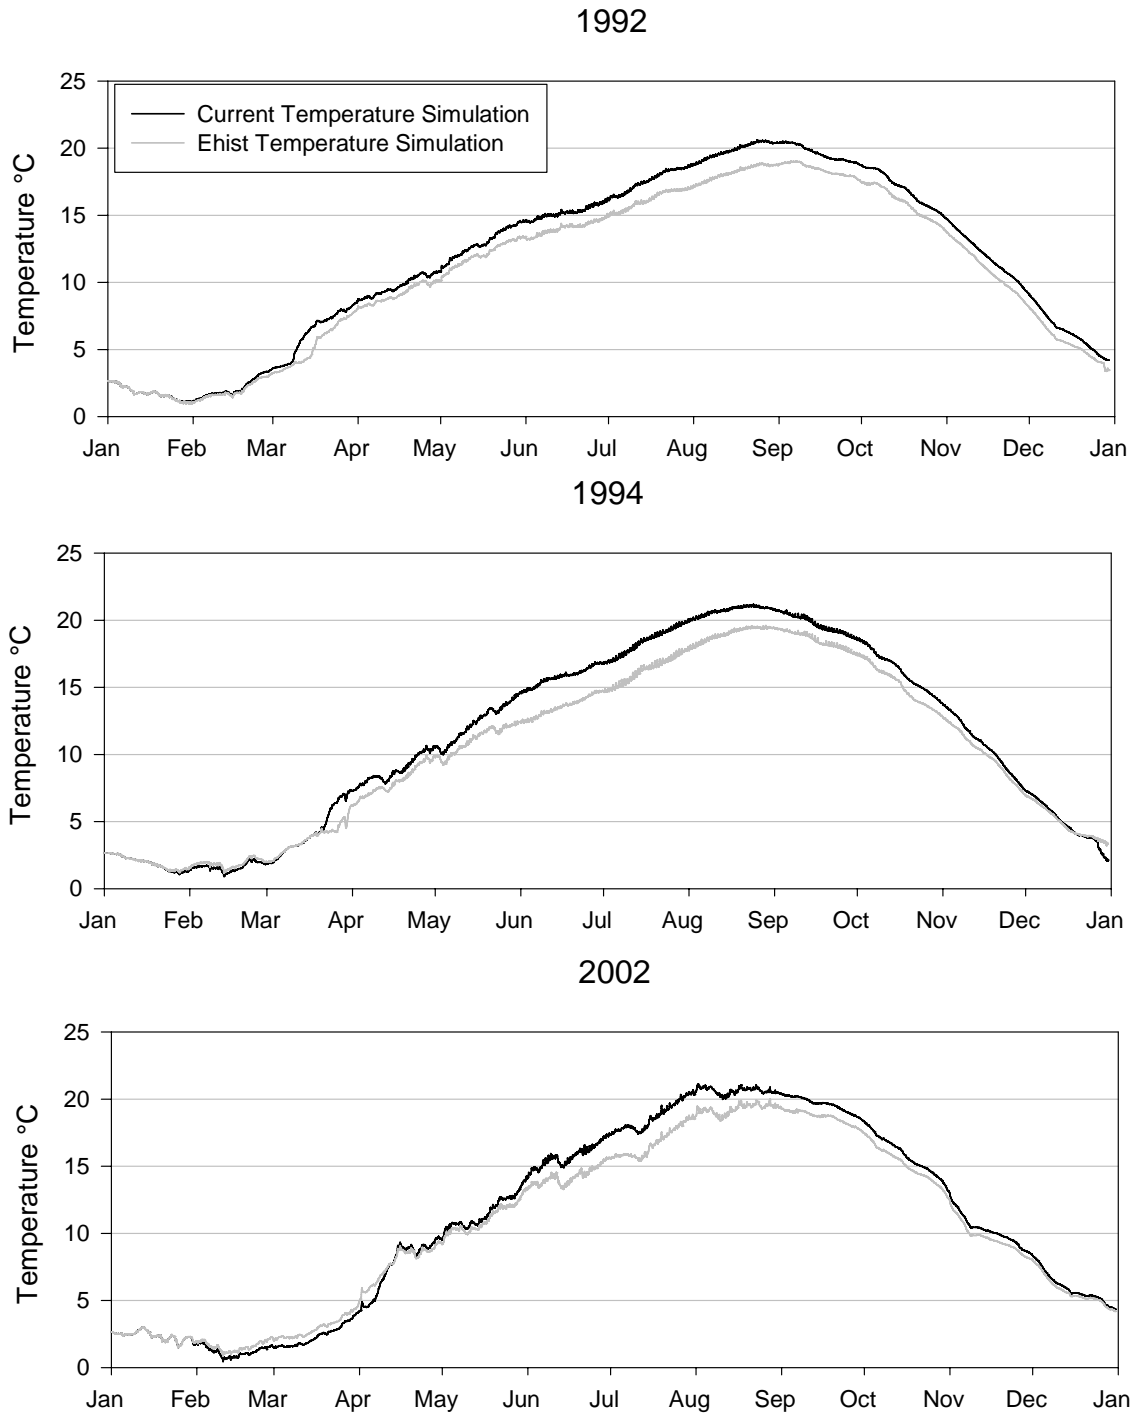 1992
25
20
15
10
5
0
Temperature °C
Current Temperature Simulation
Ehist Temperature Simulation
Jan Feb Mar Apr May Jun Jul Aug Sep Oct Nov Dec Jan
1994
25
20
15
10
5
0
Temperature °C
Jan Feb Mar Apr May Jun Jul Aug Sep Oct Nov Dec Jan
2002
25
20
15
10
5
0
Temperature °C
Jan Feb Mar Apr May Jun Jul Aug Sep Oct Nov Dec Jan